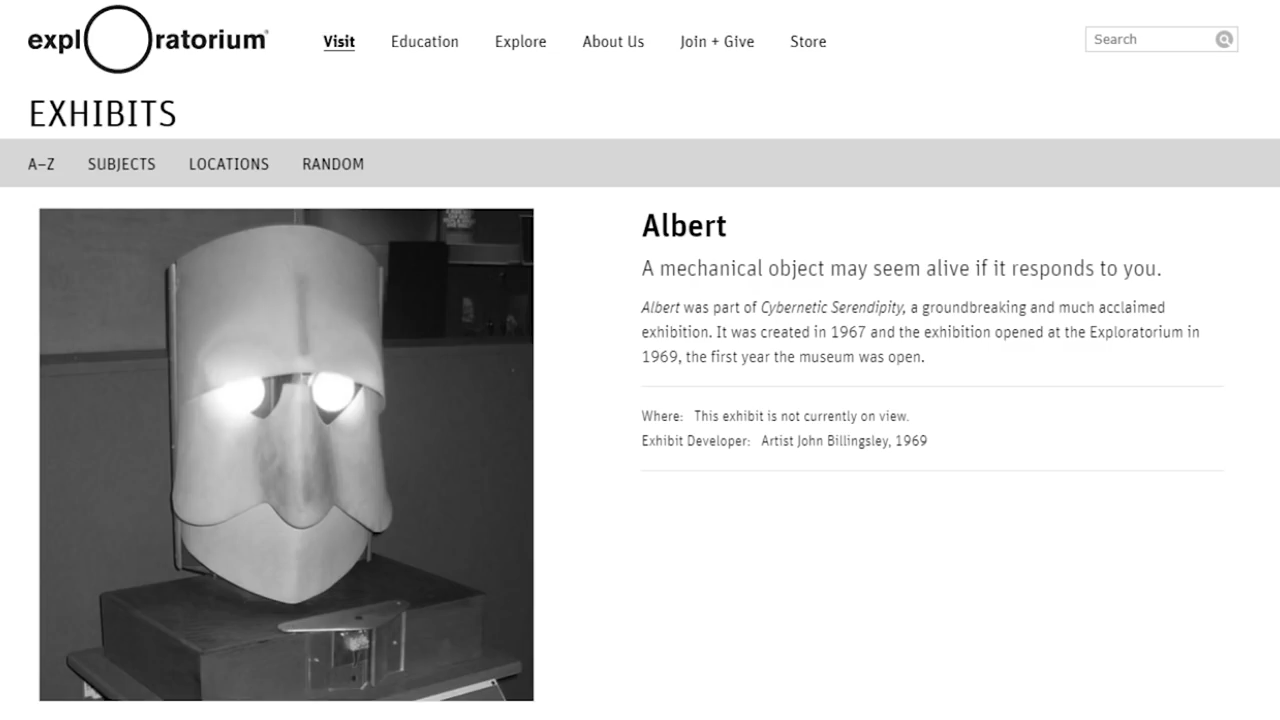 explOratorium®
Visit Education Explore About Us Join + Give Store
Search
EXHIBITS
A–Z SUBJECTS LOCATIONS RANDOM
Albert
A mechanical object may seem alive if it responds to you.
Albert was part of Cybernetic Serendipity, a groundbreaking and much acclaimed
exhibition. It was created in 1967 and the exhibition opened at the Exploratorium in
1969, the first year the museum was open.
Where: This exhibit is not currently on view.
Exhibit Developer: Artist John Billingsley, 1969